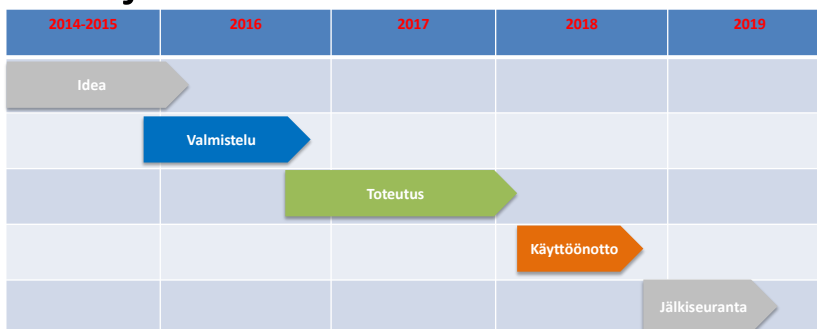 2014-2015 2016 2017 2018 2019
Idea
Valmistelu
Toteutus
Käyttöönotto
Jälkiseuranta